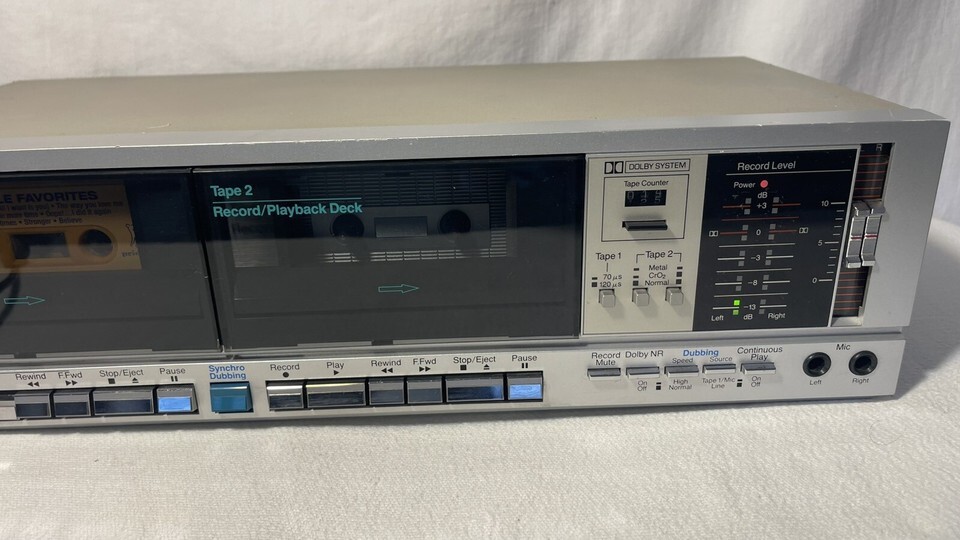 LE FAVORITES
Tape 2
Record/Playback Deck
DOLBY SYSTEM
Tape Counter
Tape 1
70 μs
120 μs
Tape 2
Metal
CrO2
Normal
Record Level
Power
dB
+3
0
-3
-8
-13
Left dB Right
R
10
5
0
Rewind
F.Fwd
Stop/Eject
Pause
Synchro
Dubbing
Record
Play
Rewind
F.Fwd
Stop/Eject
Pause
Record
Mute
Dolby NR
On
Off
Dubbing
Speed
High
Normal
Source
Tape 1/Mic
Line
Continuous
Play
On
Off
Mic
Left
Right